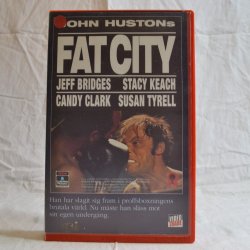 JOHN HUSTONs
FAT CITY
JEFF BRIDGES STACY KEACH
CANDY CLARK SUSAN TYRELL
Han har slagit sig fram i proffsboxningens
brutala värld. Nu måste han slåss mot
sin egen undergång.